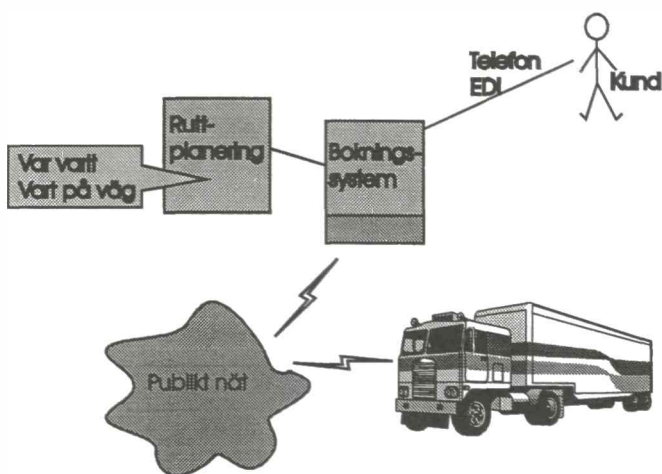 Telefon
EDI
Kund
Rutt-
planering
Boknings-
system
Var varit
Vart på väg
Publikt nät